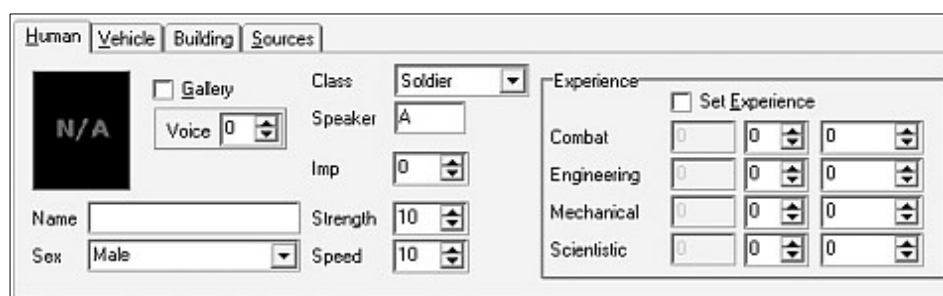 Human Vehicle Building Sources
N/A
Gallery
Voice 0
Name
Sex Male
Class Soldier
Speaker A
Imp 0
Strength 10
Speed 10
Experience
Set Experience
Combat 0 0 0
Engineering 0 0 0
Mechanical 0 0 0
Scientistic 0 0 0